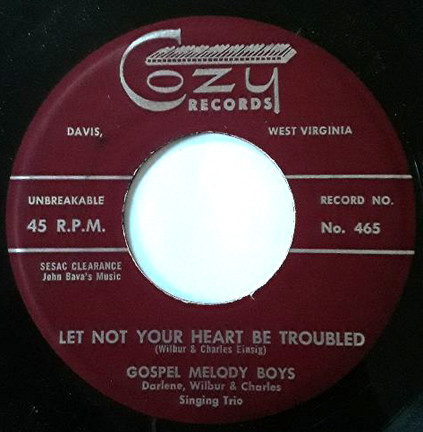 Cozy
RECORDS
DAVIS, WEST VIRGINIA
UNBREAKABLE RECORD NO.
45 R.P.M. No. 465
SESAC CLEARANCE
John Bava's Music
LET NOT YOUR HEART BE TROUBLED
(Wilbur & Charles Einsig)
GOSPEL MELODY BOYS
Darlene, Wilbur & Charles
Singing Trio